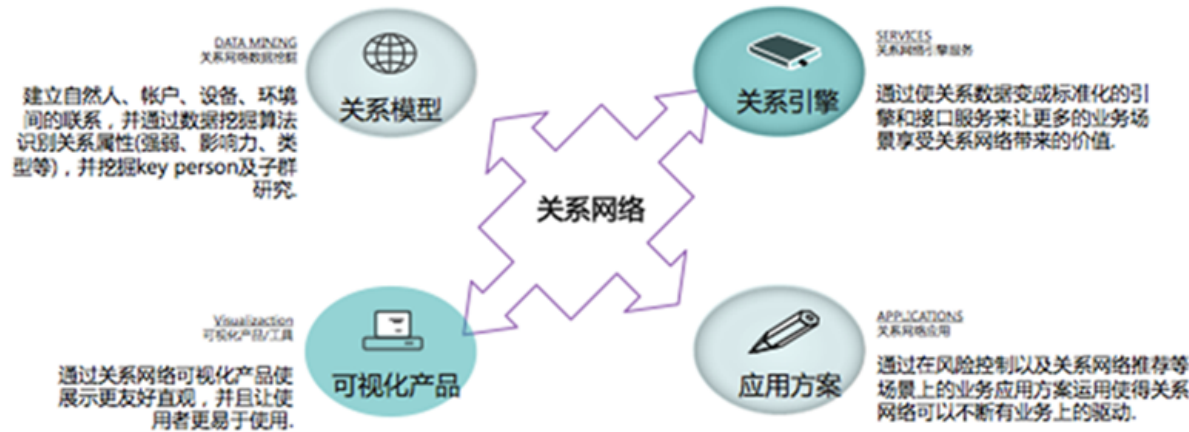 DATA MINING
关系网络数据挖掘
建立自然人、帐户、设备、环境
间的联系，并通过数据挖掘算法
识别关系属性(强弱、影响力、类
型等)，并挖掘key person及子群
研究.
关系模型
SERVICES
关系网络引擎服务
通过使关系数据变成标准化的引
擎和接口服务来让更多的业务场
景享受关系网络带来的价值.
关系引擎
关系网络
Visualizaction
可视化产品/工具
通过关系网络可视化产品使
展示更友好直观，并且让使
用者更易于使用.
可视化产品
APPLICATIONS
关系网络应用
通过在风险控制以及关系网络推荐等
场景上的业务应用方案运用使得关系
网络可以不断有业务上的驱动.
应用方案